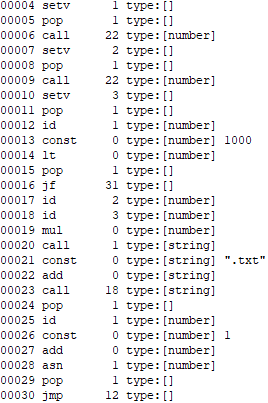 00004 setv 1 type:[]
00005 pop 1 type:[]
00006 call 22 type:[number]
00007 setv 2 type:[]
00008 pop 1 type:[]
00009 call 22 type:[number]
00010 setv 3 type:[]
00011 pop 1 type:[]
00012 id 1 type:[number]
00013 const 0 type:[number] 1000
00014 lt 0 type:[number]
00015 pop 1 type:[]
00016 jf 31 type:[]
00017 id 2 type:[number]
00018 id 3 type:[number]
00019 mul 0 type:[number]
00020 call 1 type:[string]
00021 const 0 type:[string] ".txt"
00022 add 0 type:[string]
00023 call 18 type:[string]
00024 pop 1 type:[]
00025 id 1 type:[number]
00026 const 0 type:[number] 1
00027 add 0 type:[number]
00028 asn 1 type:[number]
00029 pop 1 type:[]
00030 jmp 12 type:[]